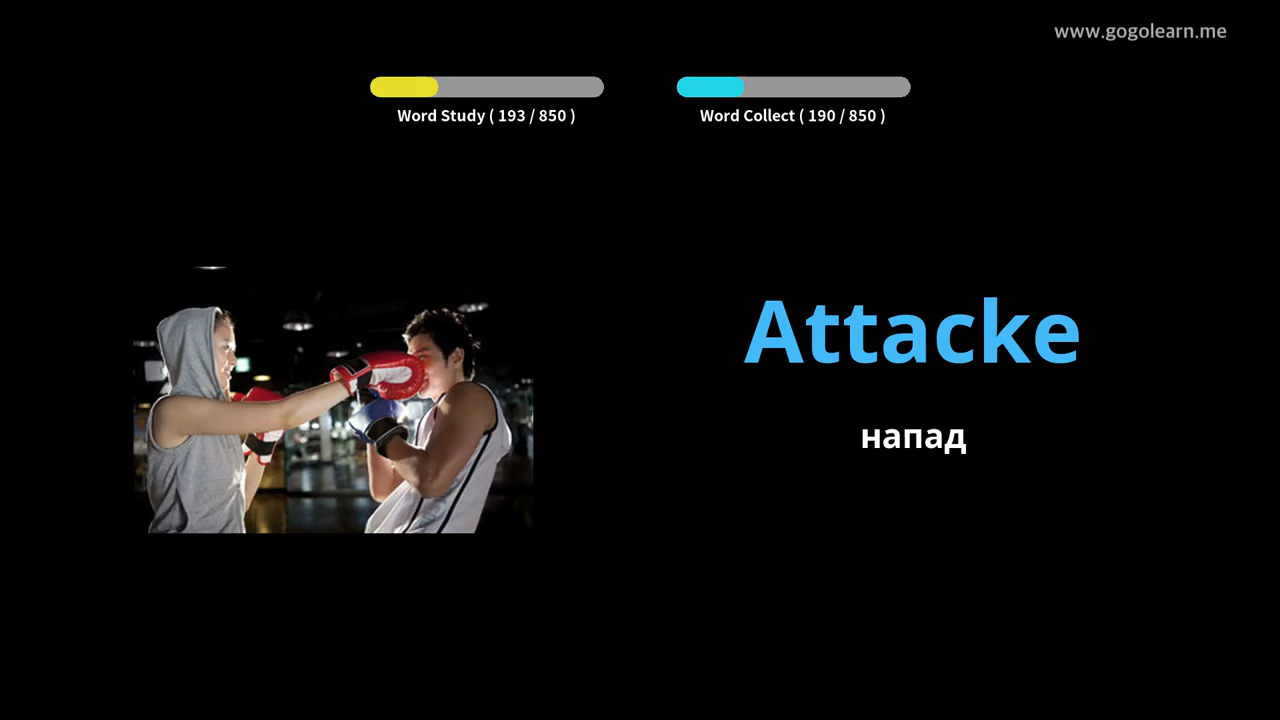 www.gogolearn.me
Word Study ( 193 / 850 )
Word Collect ( 190 / 850 )
Attacke
напад